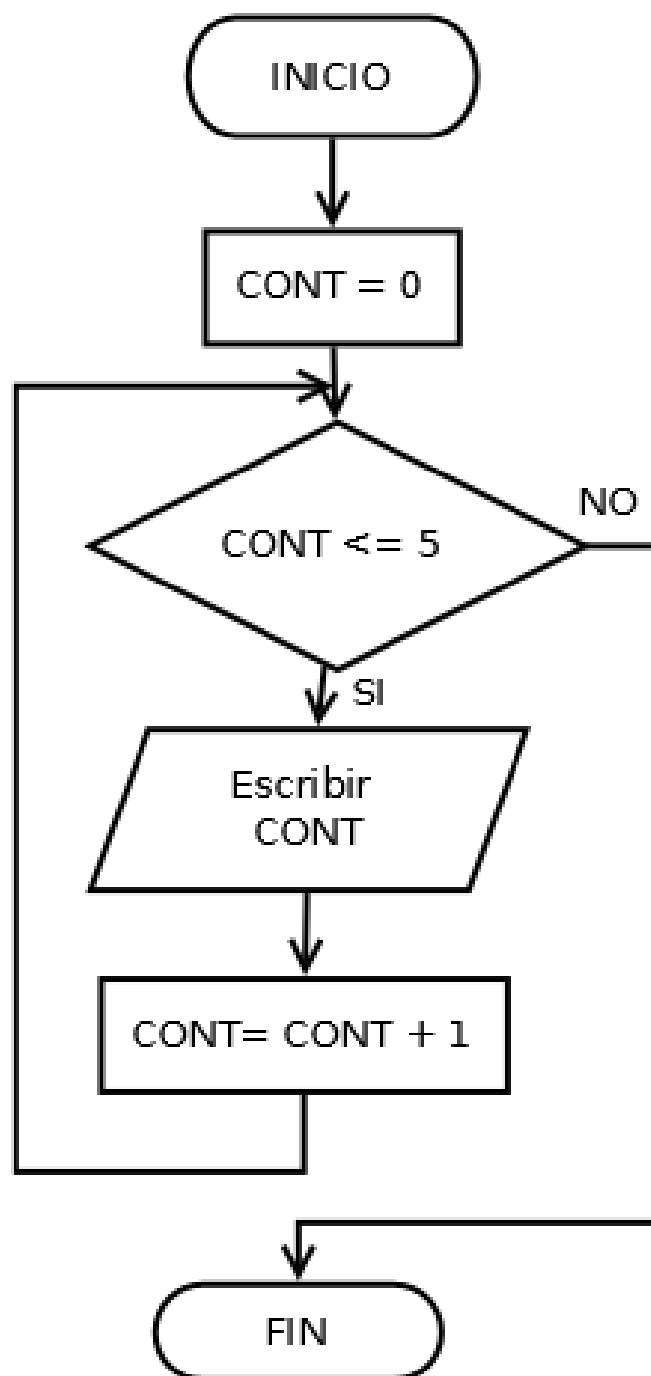 INICIO
CONT = 0
CONT <= 5
NO
SI
Escribir
CONT
CONT= CONT + 1
FIN